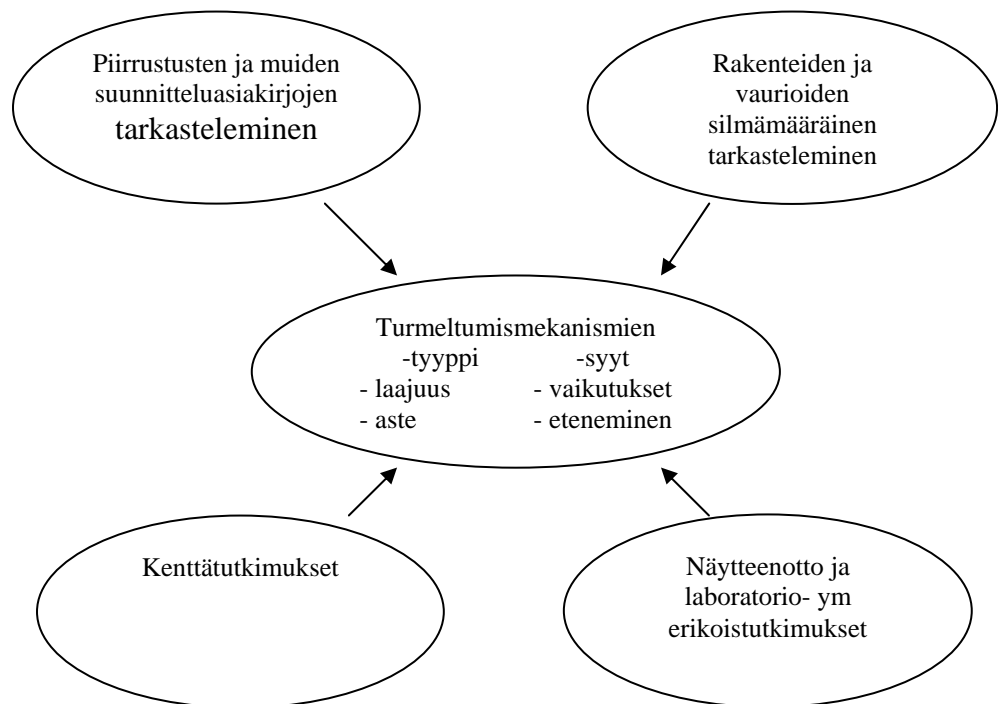 Piirrustusten ja muiden
suunnitteluasiakirjojen
tarkasteleminen
Rakenteiden ja
vaurioiden
silmämääräinen
tarkasteleminen
Turmeltumismekanismien
-tyyppi -syyt
- laajuus - vaikutukset
- aste - eteneminen
Kenttätutkimukset
Näytteenotto ja
laboratorio- ym
erikoistutkimukset